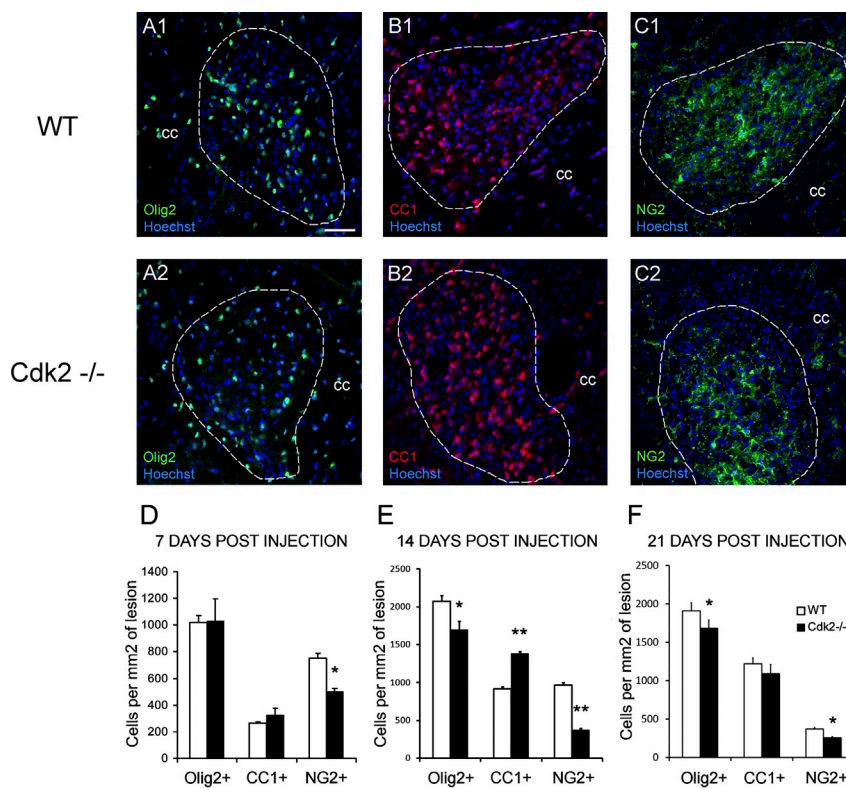 A1
B1
C1
WT
cc
cc
cc
Olig2
Hoechst
CC1
Hoechst
NG2
Hoechst
A2
B2
C2
Cdk2 -/-
cc
cc
cc
Olig2
Hoechst
CC1
Hoechst
NG2
Hoechst
D
7 DAYS POST INJECTION
Cells per mm2 of lesion
1400
1200
1000
800
600
400
200
0
*
Olig2+ CC1+ NG2+
E
14 DAYS POST INJECTION
Cells per mm2 of lesion
2000
1500
1000
500
0
*
**
**
Olig2+ CC1+ NG2+
F
21 DAYS POST INJECTION
Cells per mm2 of lesion
2500
2000
1500
1000
500
0
*
*
WT
Cdk2-/-
Olig2+ CC1+ NG2+